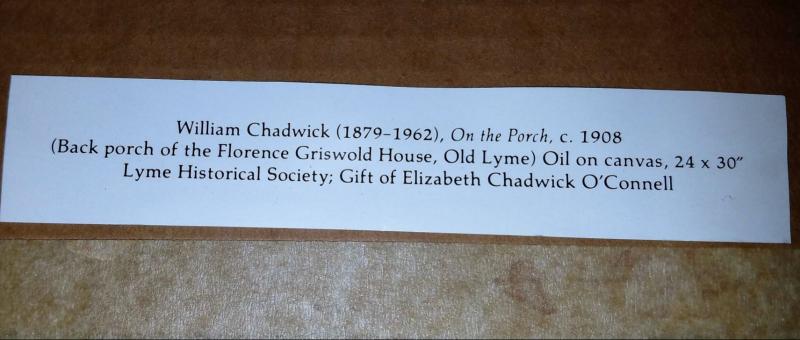 William Chadwick (1879–1962), On the Porch, c. 1908
(Back porch of the Florence Griswold House, Old Lyme) Oil on canvas, 24 x 30″
Lyme Historical Society; Gift of Elizabeth Chadwick O'Connell